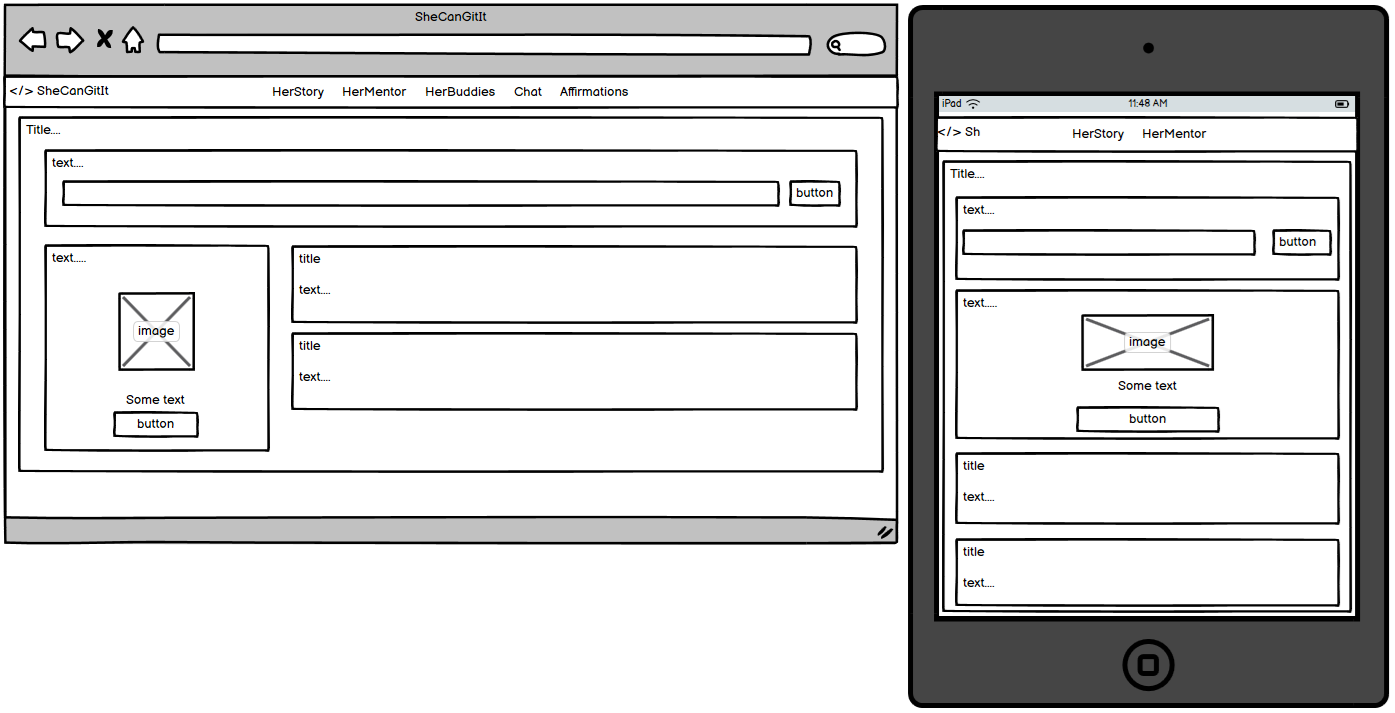 SheCanGitIt
</> SheCanGitIt HerStory HerMentor HerBuddies Chat Affirmations
Title....
text....
button
text.....
image
Some text
button
title
text....
title
text....
iPad 11:48 AM
</> Sh HerStory HerMentor
Title....
text....
button
text.....
image
Some text
button
title
text....
title
text....